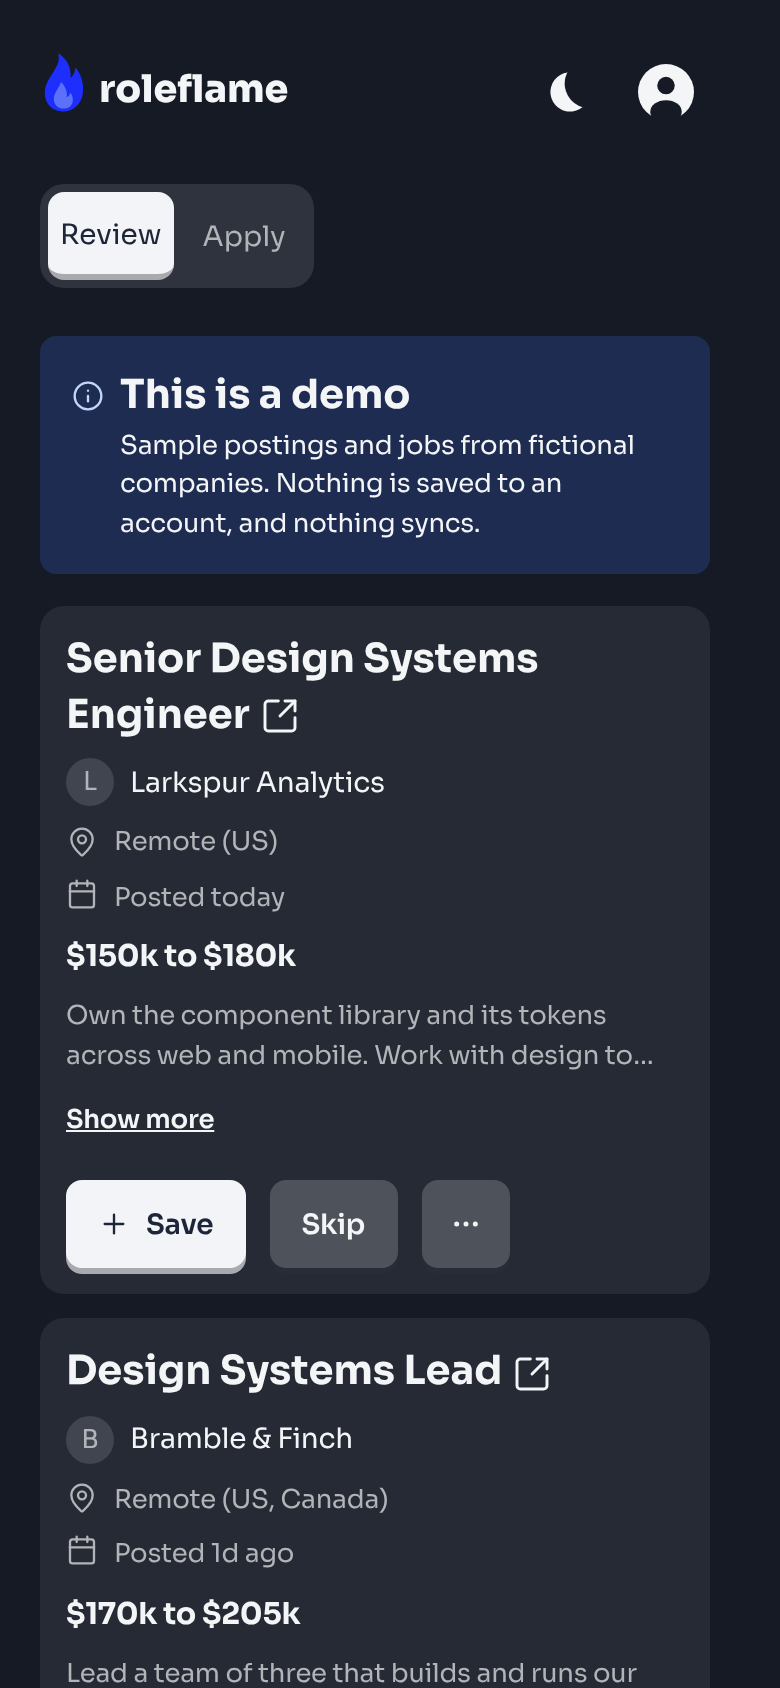 roleflame
Review
Apply
This is a demo
Sample postings and jobs from fictional
companies. Nothing is saved to an
account, and nothing syncs.
Senior Design Systems
Engineer
L
Larkspur Analytics
Remote (US)
Posted today
$150k to $180k
Own the component library and its tokens
across web and mobile. Work with design to...
Show more
+ Save
Skip
...
Design Systems Lead
B
Bramble & Finch
Remote (US, Canada)
Posted 1d ago
$170k to $205k
Lead a team of three that builds and runs our